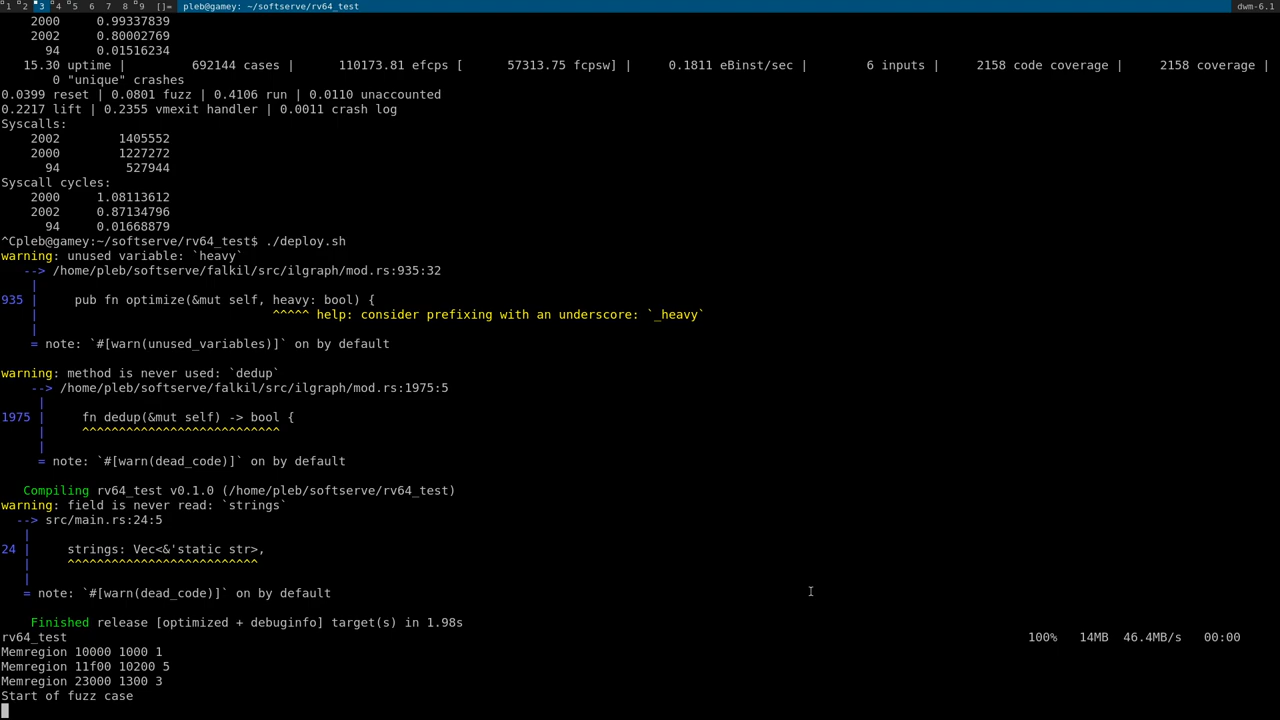 1 2 3 4 5 6 7 8 9 []= pleb@gamey: ~/softserve/rv64_test dwm-6.1
2000 0.99337839
2002 0.80002769
94 0.01516234
15.30 uptime | 692144 cases | 110173.81 efcps [ 57313.75 fcpsw] | 0.1811 eBinst/sec | 6 inputs | 2158 code coverage | 2158 coverage |
0 "unique" crashes
0.0399 reset | 0.0801 fuzz | 0.4106 run | 0.0110 unaccounted
0.2217 lift | 0.2355 vmexit handler | 0.0011 crash log
Syscalls:
2002 1405552
2000 1227272
94 527944
Syscall cycles:
2000 1.08113612
2002 0.87134796
94 0.01668879
^Cpleb@gamey:~/softserve/rv64_test$ ./deploy.sh
warning: unused variable: `heavy`
--> /home/pleb/softserve/falkil/src/ilgraph/mod.rs:935:32
|
935 | pub fn optimize(&mut self, heavy: bool) {
| ^^^^^ help: consider prefixing with an underscore: `_heavy`
|
= note: `#[warn(unused_variables)]` on by default
warning: method is never used: `dedup`
--> /home/pleb/softserve/falkil/src/ilgraph/mod.rs:1975:5
|
1975 | fn dedup(&mut self) -> bool {
| ^^^^^^^^^^^^^^^^^^^^^^^^^^^
|
= note: `#[warn(dead_code)]` on by default
Compiling rv64_test v0.1.0 (/home/pleb/softserve/rv64_test)
warning: field is never read: `strings`
--> src/main.rs:24:5
|
24 | strings: Vec<&'static str>,
| ^^^^^^^^^^^^^^^^^^^^^^^^^^
|
= note: `#[warn(dead_code)]` on by default
Finished release [optimized + debuginfo] target(s) in 1.98s
rv64_test 100% 14MB 46.4MB/s 00:00
Memregion 10000 1000 1
Memregion 11f00 10200 5
Memregion 23000 1300 3
Start of fuzz case